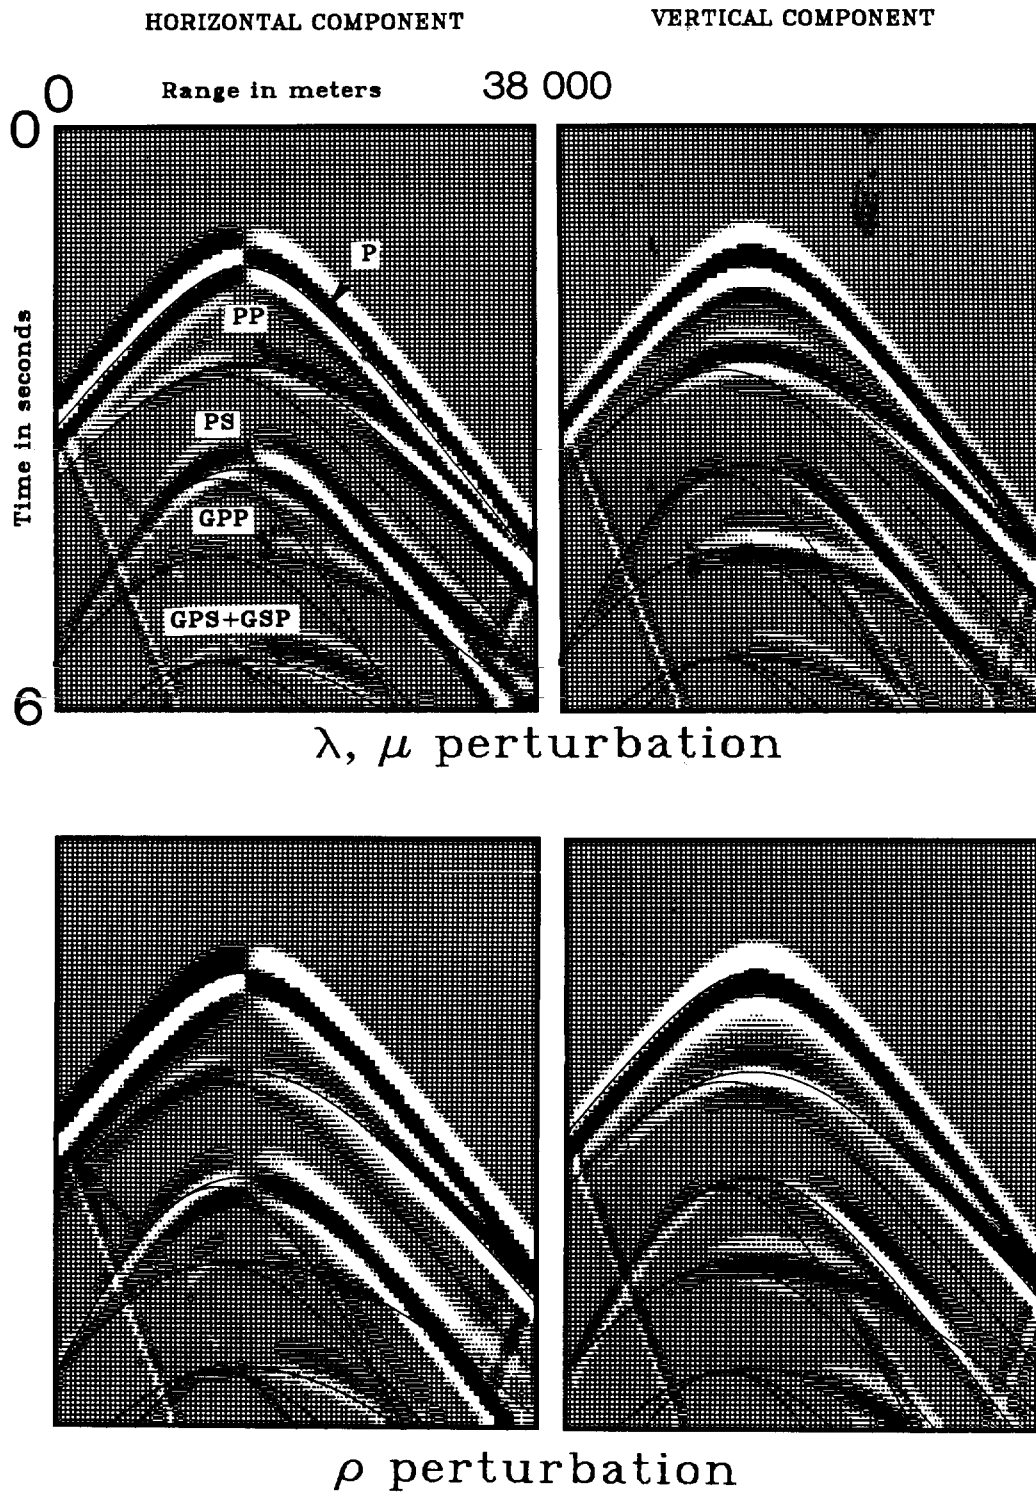 HORIZONTAL COMPONENT
VERTICAL COMPONENT
0 Range in meters 38 000
0
Time in seconds
P
PP
PS
GPP
GPS+GSP
6
λ, μ perturbation
ρ perturbation